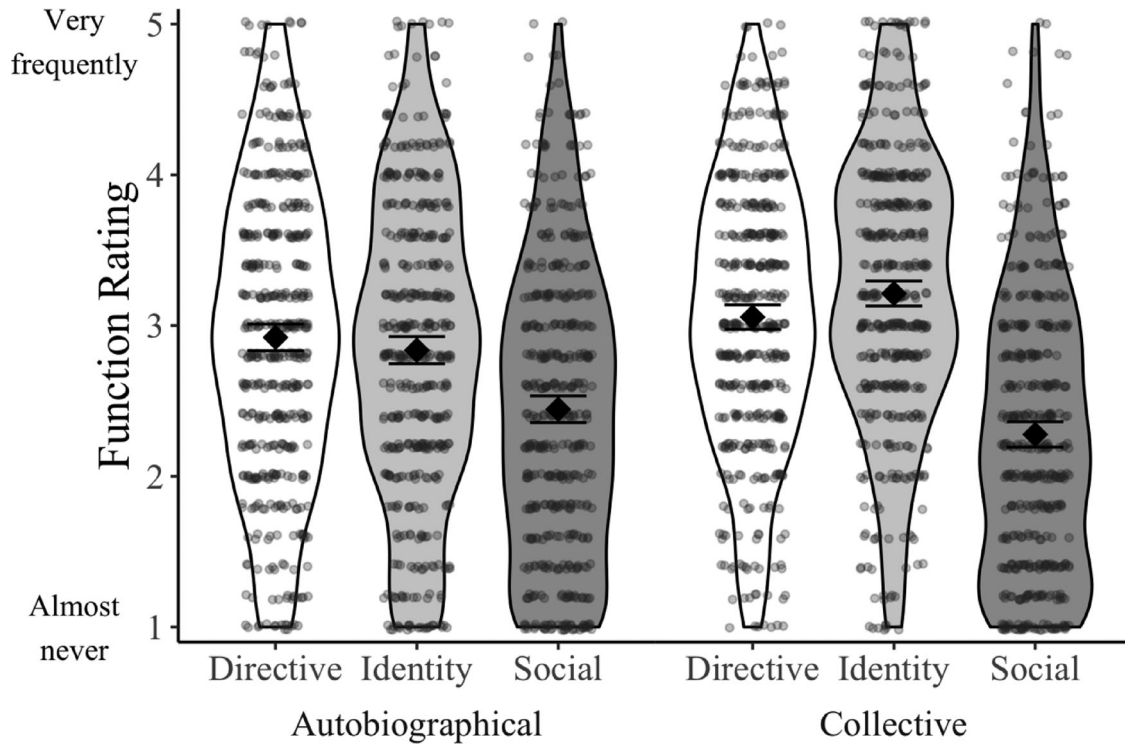 Very
frequently
Function Rating
Almost
never
5
4
3
2
1
Directive Identity Social Directive Identity Social
Autobiographical Collective